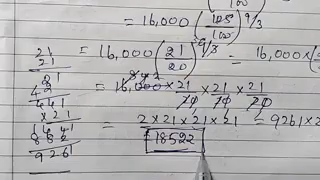 100
= 16,000 (105/100)^9/3
= 16,000 (21/20)^9/3 = 16,000
= 16,000 × 21/20 × 21/20 × 21/20
2 × 21 × 21 × 21 = 9261 × 2
= 18522
21
21
21
42
441
× 21
441
882
9261